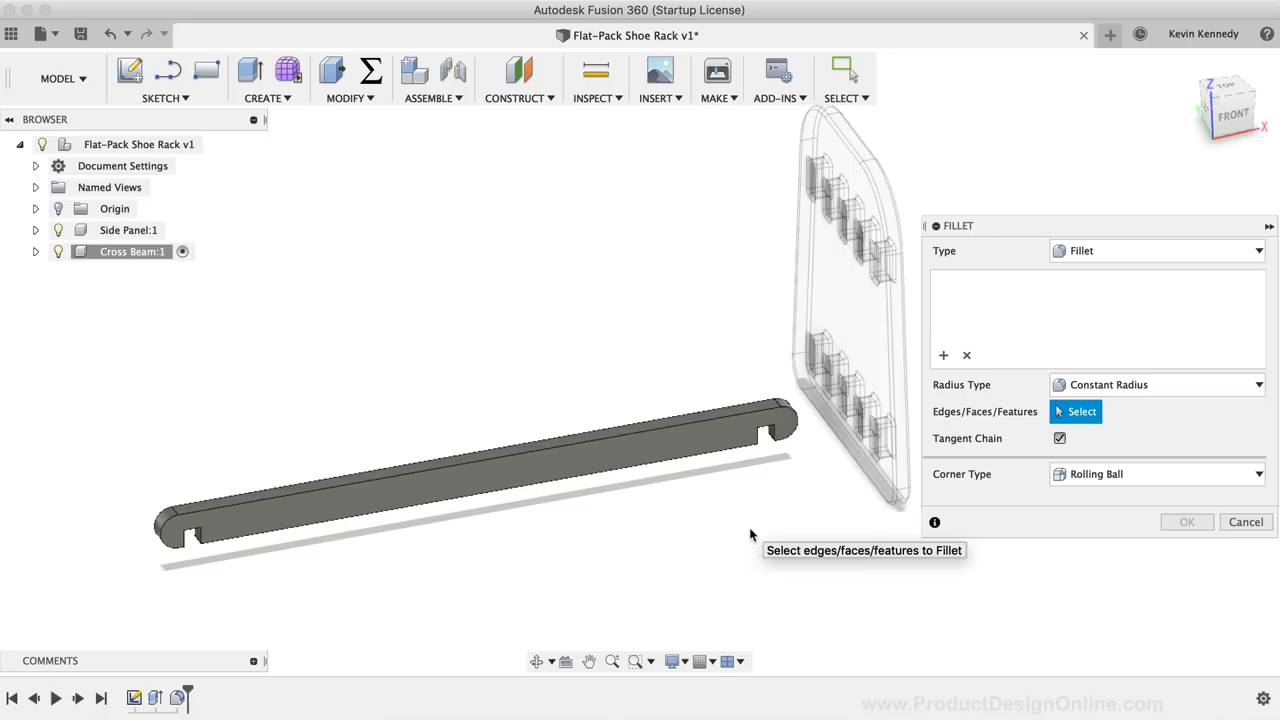 Autodesk Fusion 360 (Startup License)
Flat-Pack Shoe Rack v1*
Kevin Kennedy
MODEL
SKETCH
CREATE
MODIFY
ASSEMBLE
CONSTRUCT
INSPECT
INSERT
MAKE
ADD-INS
SELECT
BROWSER
Flat-Pack Shoe Rack v1
Document Settings
Named Views
Origin
Side Panel:1
Cross Beam:1
Z
TOP
FRONT
X
FILLET
Type
Fillet
Radius Type
Constant Radius
Edges/Faces/Features
Select
Tangent Chain
Corner Type
Rolling Ball
OK
Cancel
Select edges/faces/features to Fillet
COMMENTS
www.ProductDesignOnline.com